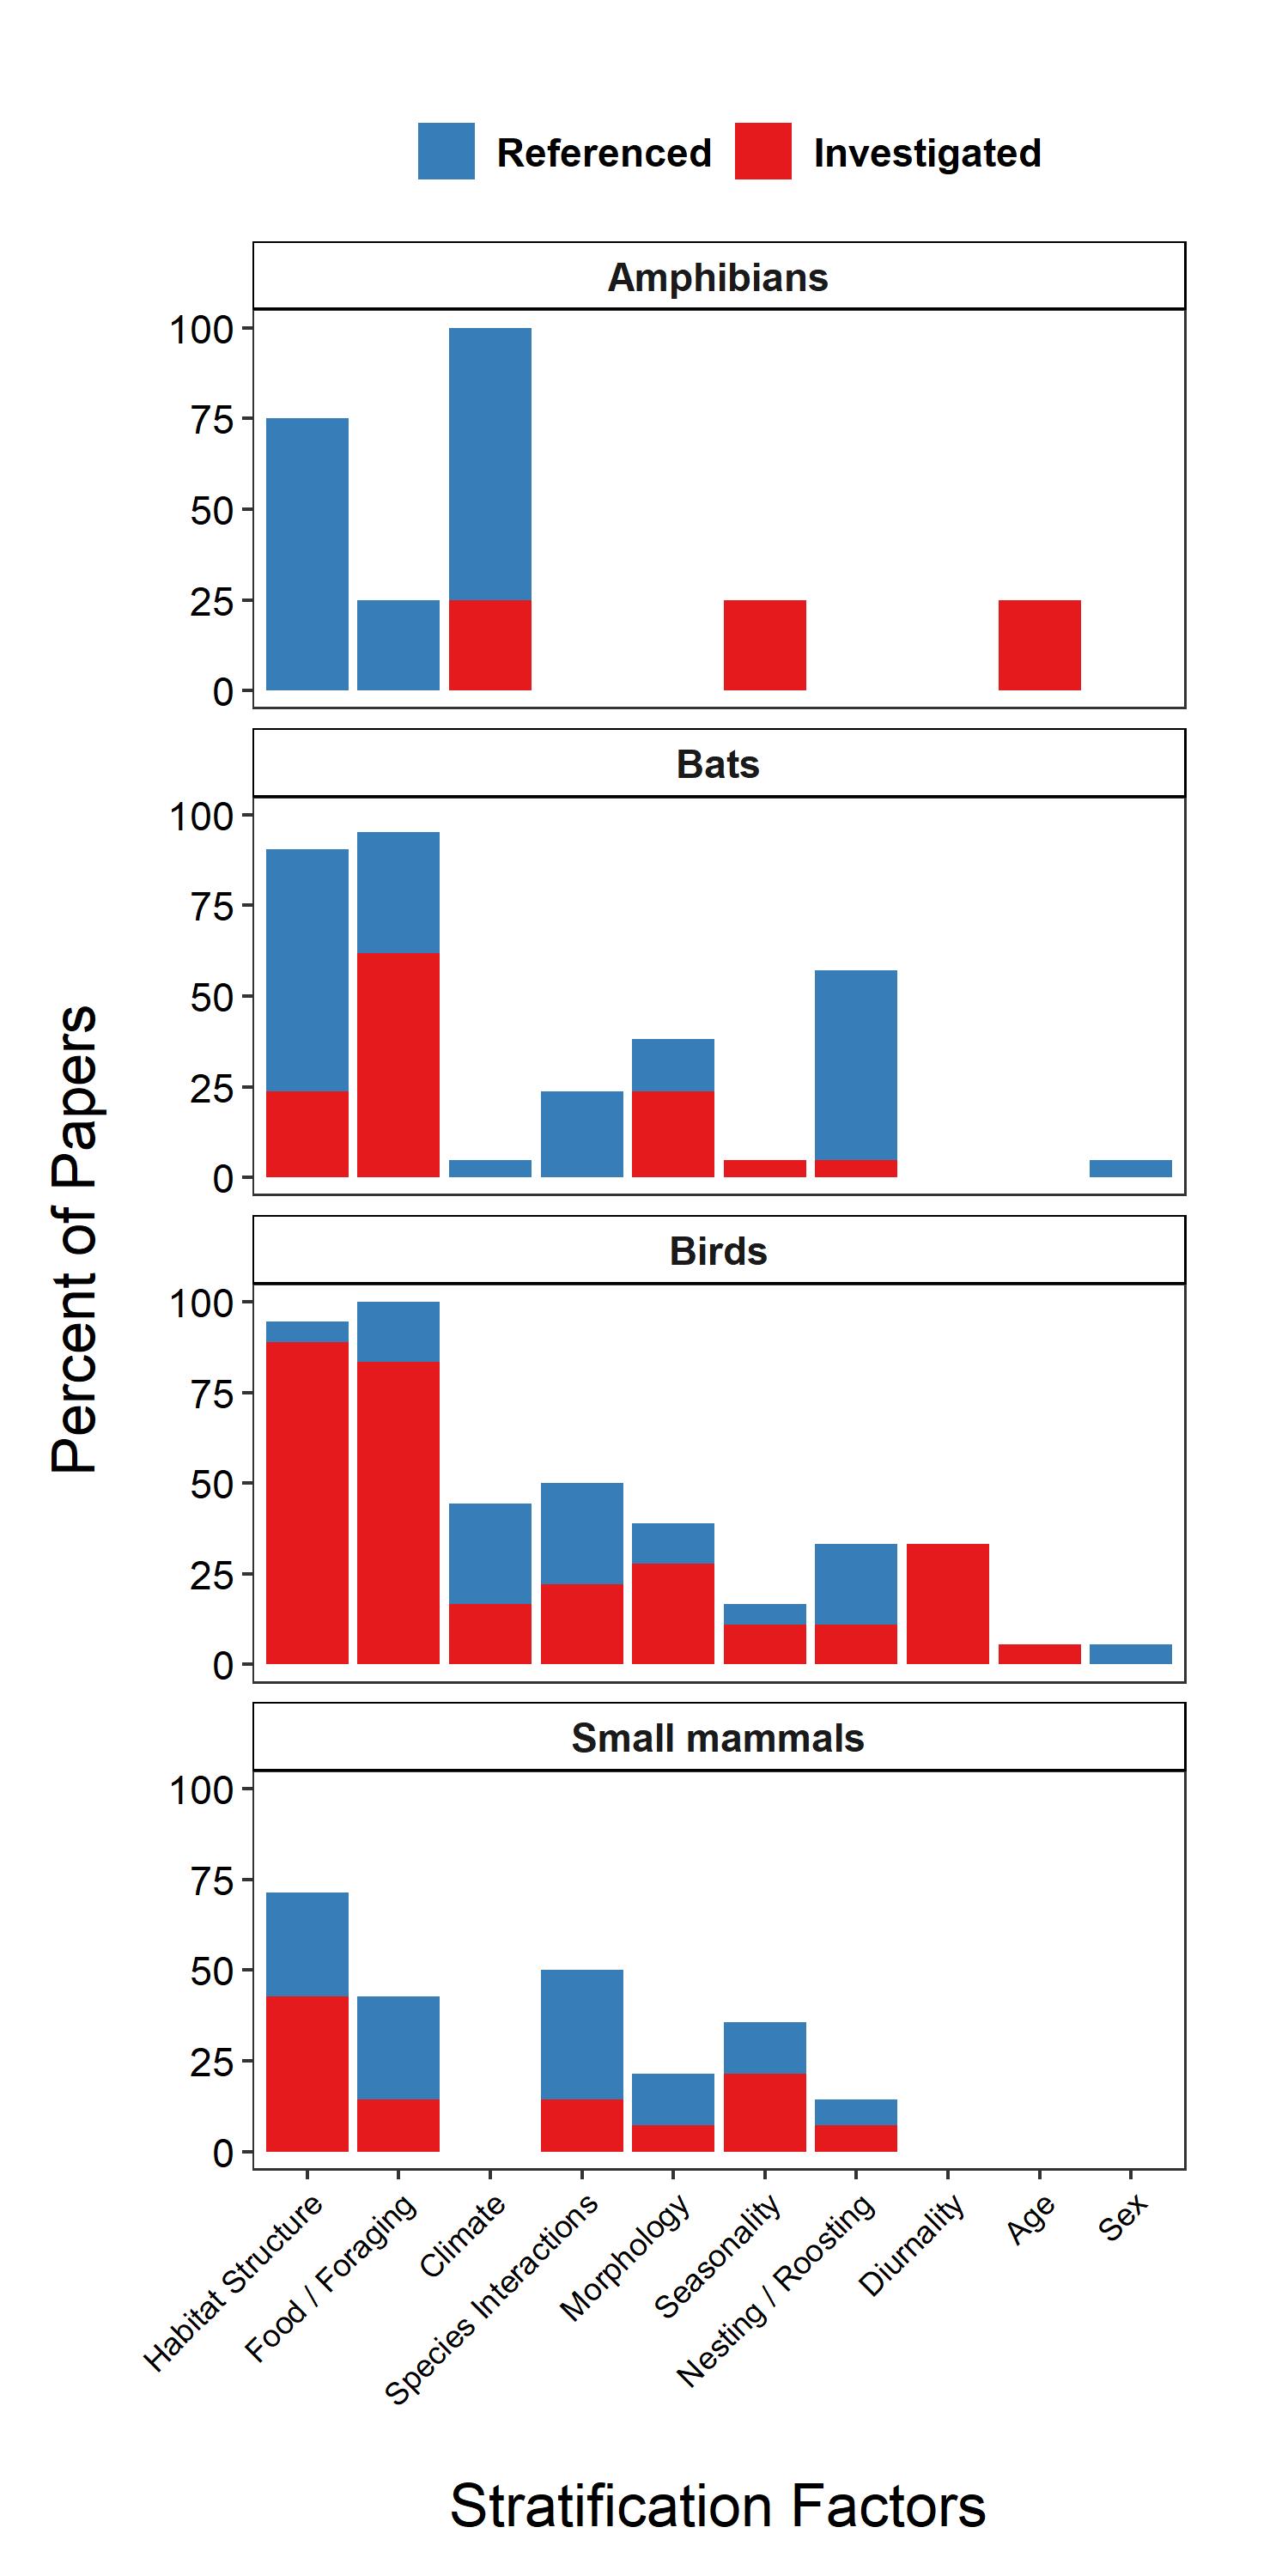 Referenced Investigated
Amphibians
100
75
50
25
0
Bats
100
75
50
25
0
Birds
100
75
50
25
0
Small mammals
100
75
50
25
0
Percent of Papers
Habitat Structure
Food / Foraging
Climate
Species Interactions
Morphology
Seasonality
Nesting / Roosting
Diurnality
Age
Sex
Stratification Factors